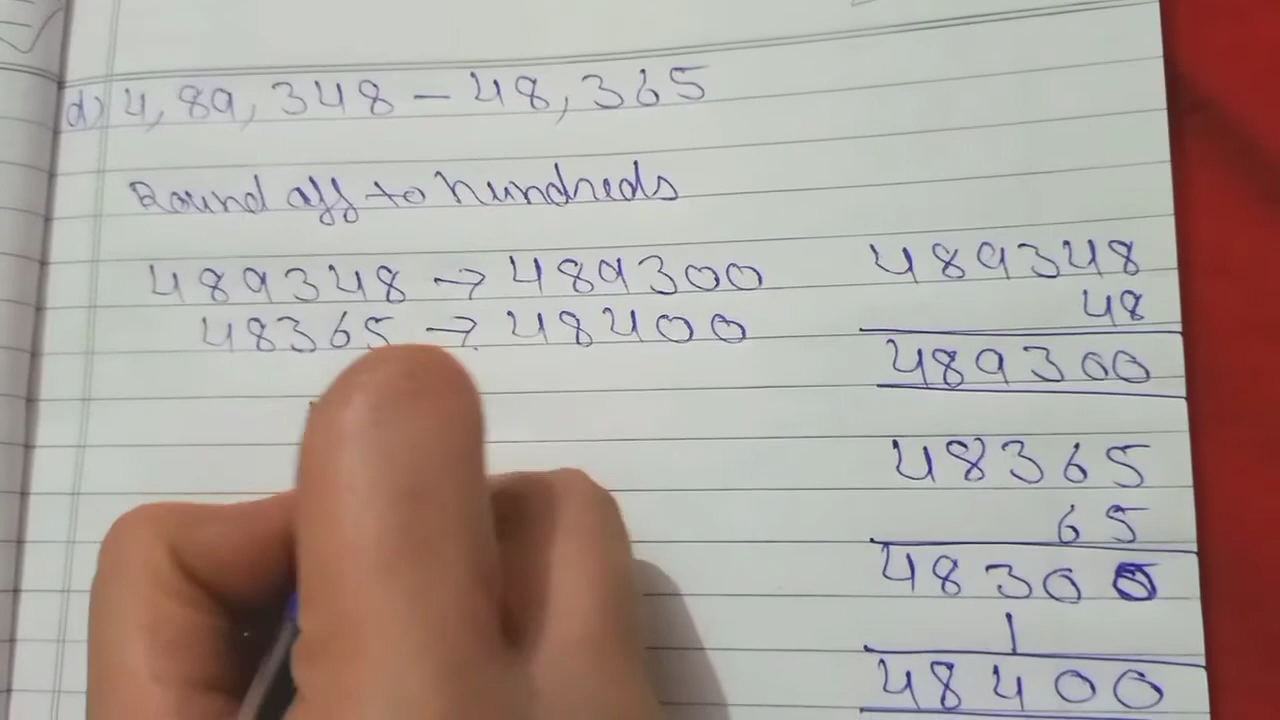 d) 4,89,348 - 48,365
Round off to hundreds
489348 → 489300
48365 → 48400
489348
48
489300
48365
65
48300
1
48400